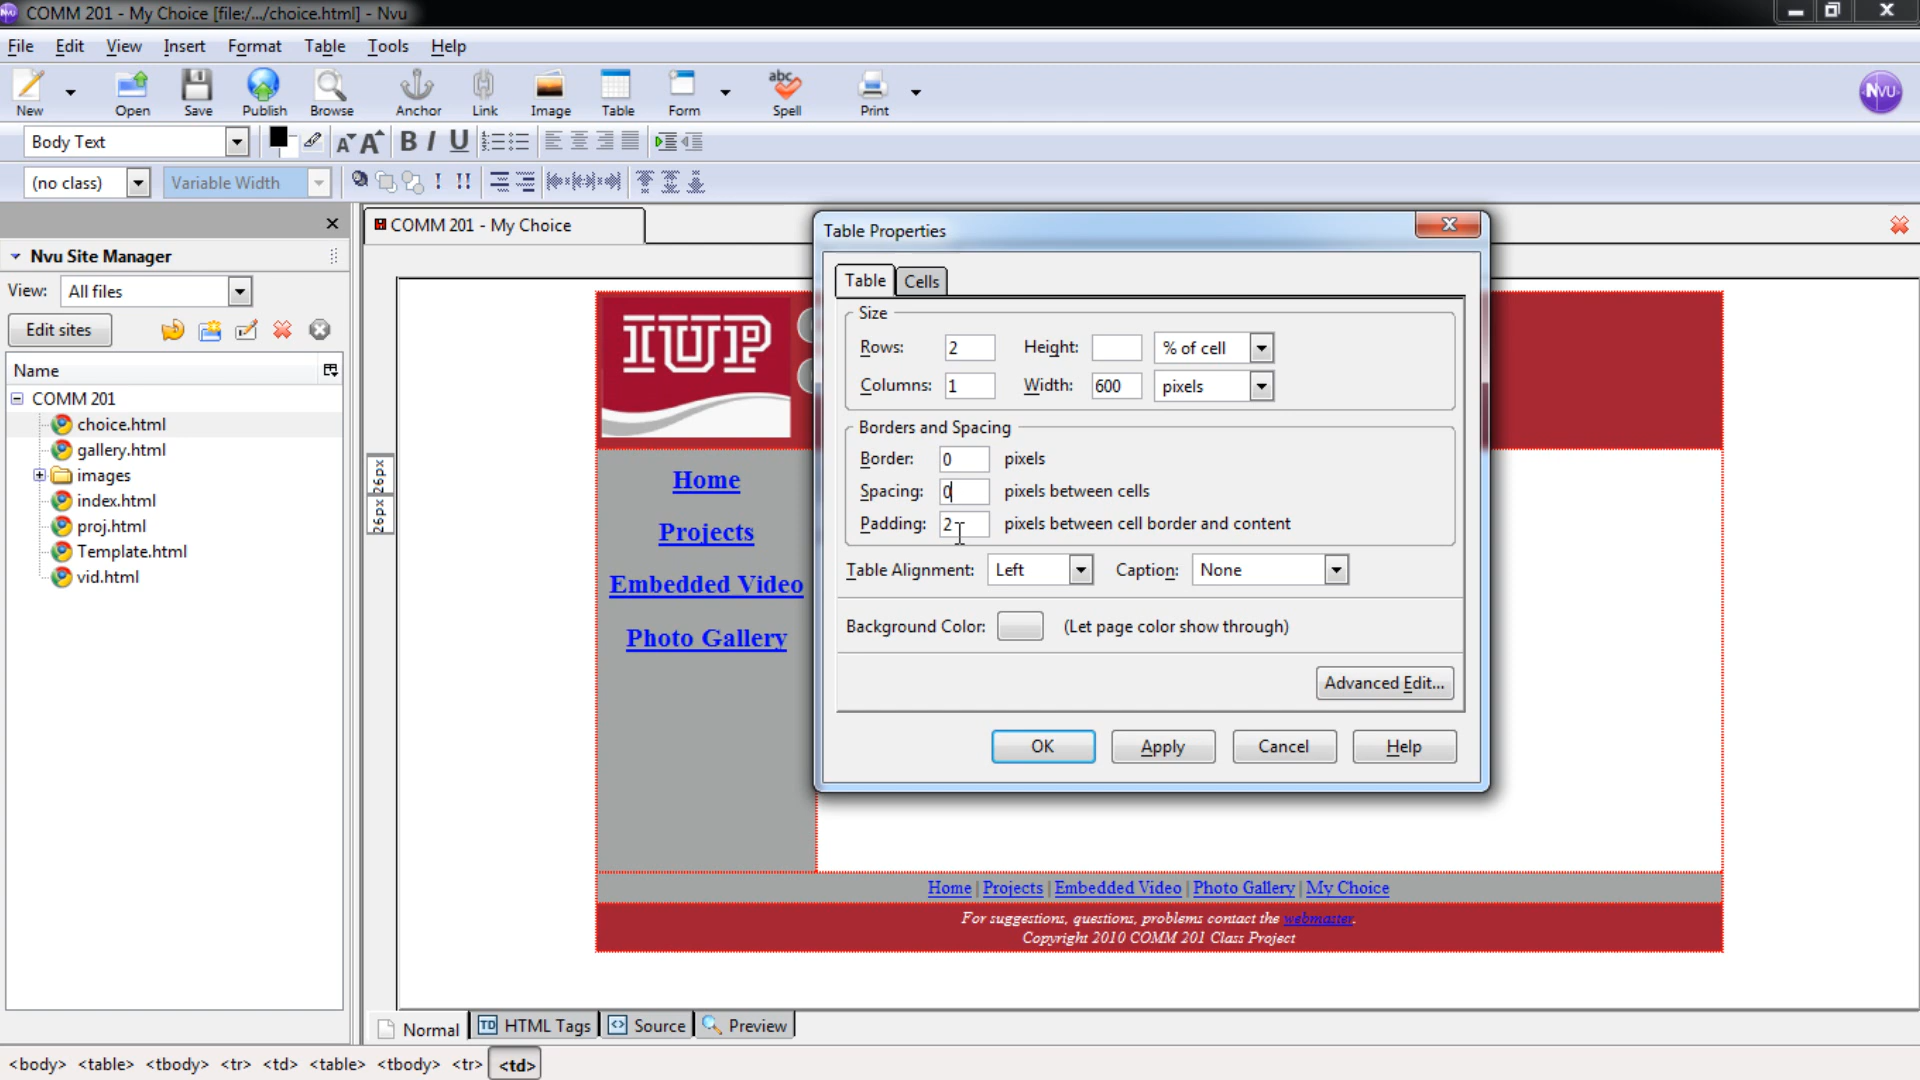 COMM 201 - My Choice [file:/.../choice.html] - Nvu
File Edit View Insert Format Table Tools Help
New Open Save Publish Browse Anchor Link Image Table Form Spell Print
abc
NVU
Body Text
B I U
(no class) Variable Width
! !!
COMM 201 - My Choice
Nvu Site Manager
View: All files
Edit sites
Name
COMM 201
choice.html
gallery.html
images
index.html
proj.html
Template.html
vid.html
26px
26px
IUP
Home
Projects
Embedded Video
Photo Gallery
Table Properties
Table Cells
Size
Rows: 2 Height: % of cell
Columns: 1 Width: 600 pixels
Borders and Spacing
Border: 0 pixels
Spacing: 0 pixels between cells
Padding: 2 pixels between cell border and content
Table Alignment: Left Caption: None
Background Color: (Let page color show through)
Advanced Edit...
OK Apply Cancel Help
Home | Projects | Embedded Video | Photo Gallery | My Choice
For suggestions, questions, problems contact the webmaster.
Copyright 2010 COMM 201 Class Project
Normal TD HTML Tags Source Preview
<body> <table> <tbody> <tr> <td> <table> <tbody> <tr> <td>